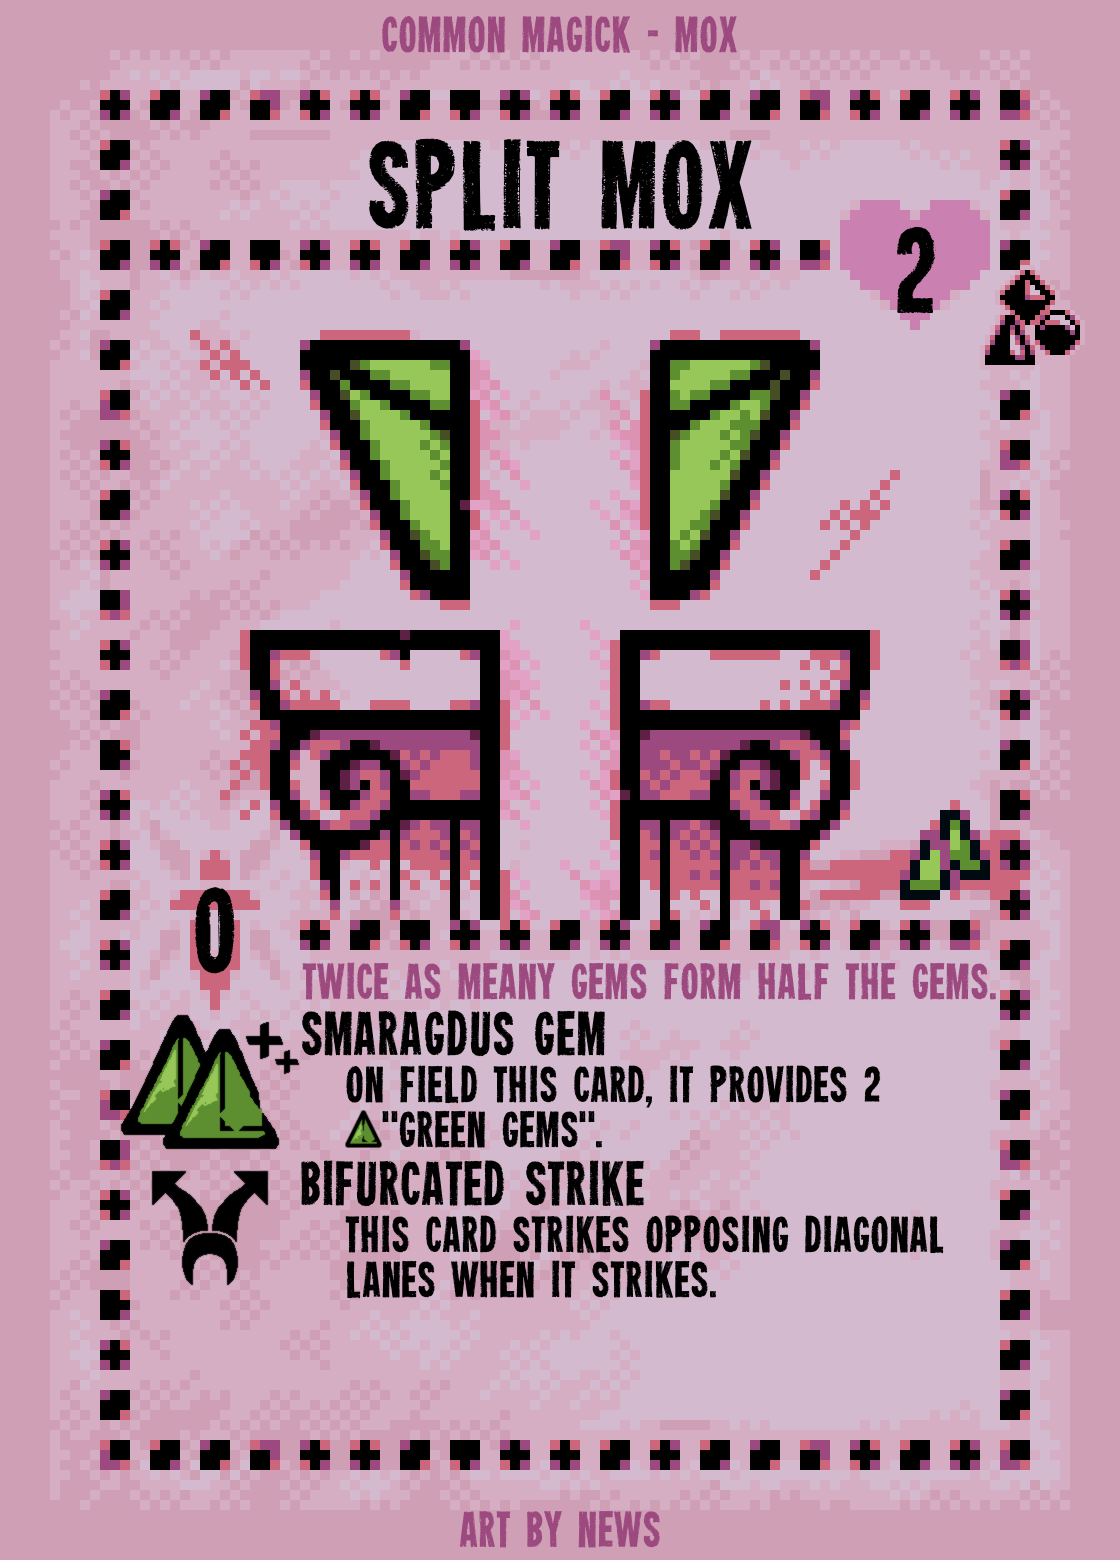 COMMON MAGICK - MOX
SPLIT MOX
2
0
TWICE AS MEANY GEMS FORM HALF THE GEMS.
SMARAGDUS GEM
ON FIELD THIS CARD, IT PROVIDES 2
"GREEN GEMS".
BIFURCATED STRIKE
THIS CARD STRIKES OPPOSING DIAGONAL
LANES WHEN IT STRIKES.
ART BY NEWS